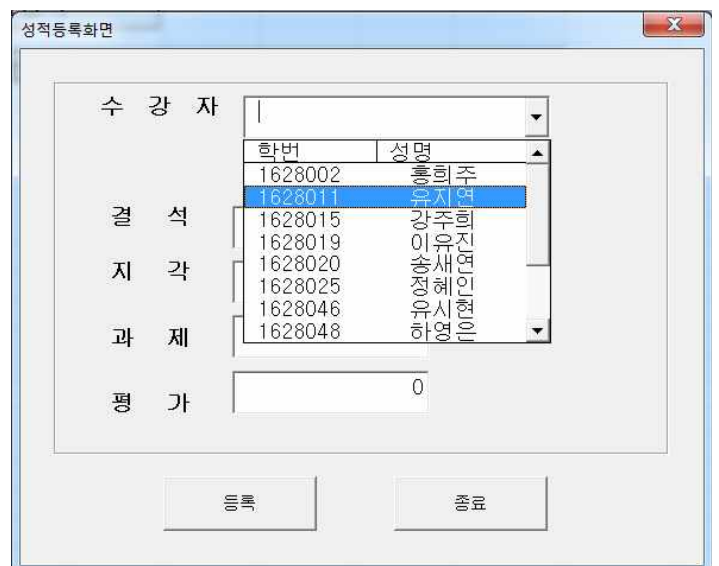 성적등록화면
수 강 자
학번 성명
1628002 홍희주
1628011 유지연
1628015 강주희
1628019 이유진
1628020 송새연
1628025 정혜인
1628046 유시현
1628048 하영은
결 석
지 각
과 제
평 가 0
등록 종료